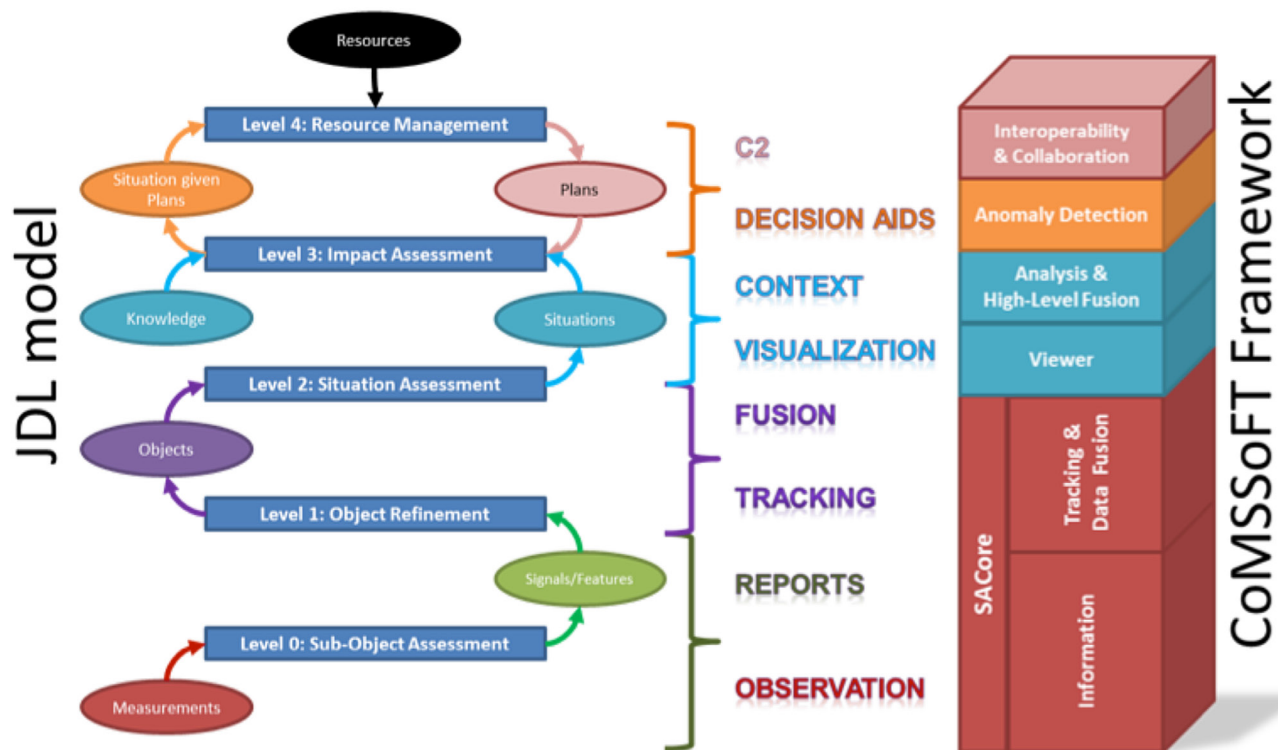 JDL model
Resources
Level 4: Resource Management
Situation given
Plans
Plans
Level 3: Impact Assessment
Knowledge
Situations
Level 2: Situation Assessment
Objects
Level 1: Object Refinement
Signals/Features
Level 0: Sub-Object Assessment
Measurements
C2
DECISION AIDS
CONTEXT
VISUALIZATION
FUSION
TRACKING
REPORTS
OBSERVATION
Interoperability
& Collaboration
Anomaly Detection
Analysis &
High-Level Fusion
Viewer
SACore
Tracking &
Data Fusion
Information
CoMSSoFT Framework